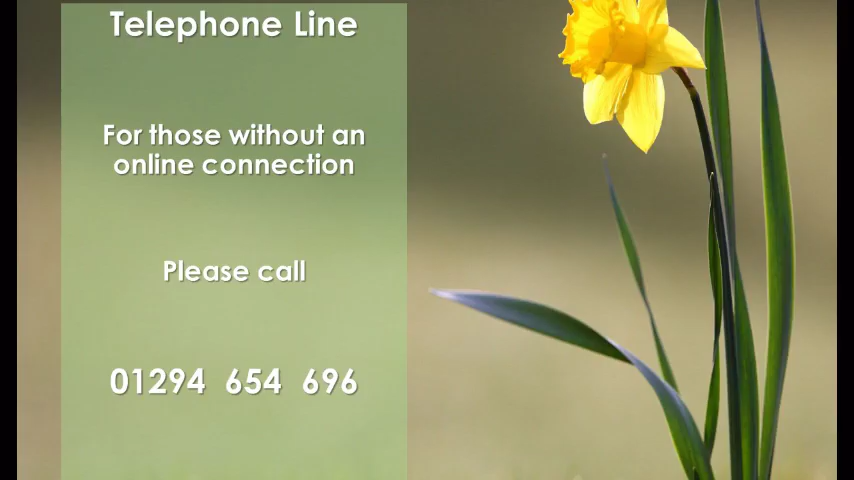 Telephone Line
For those without an
online connection
Please call
01294 654 696